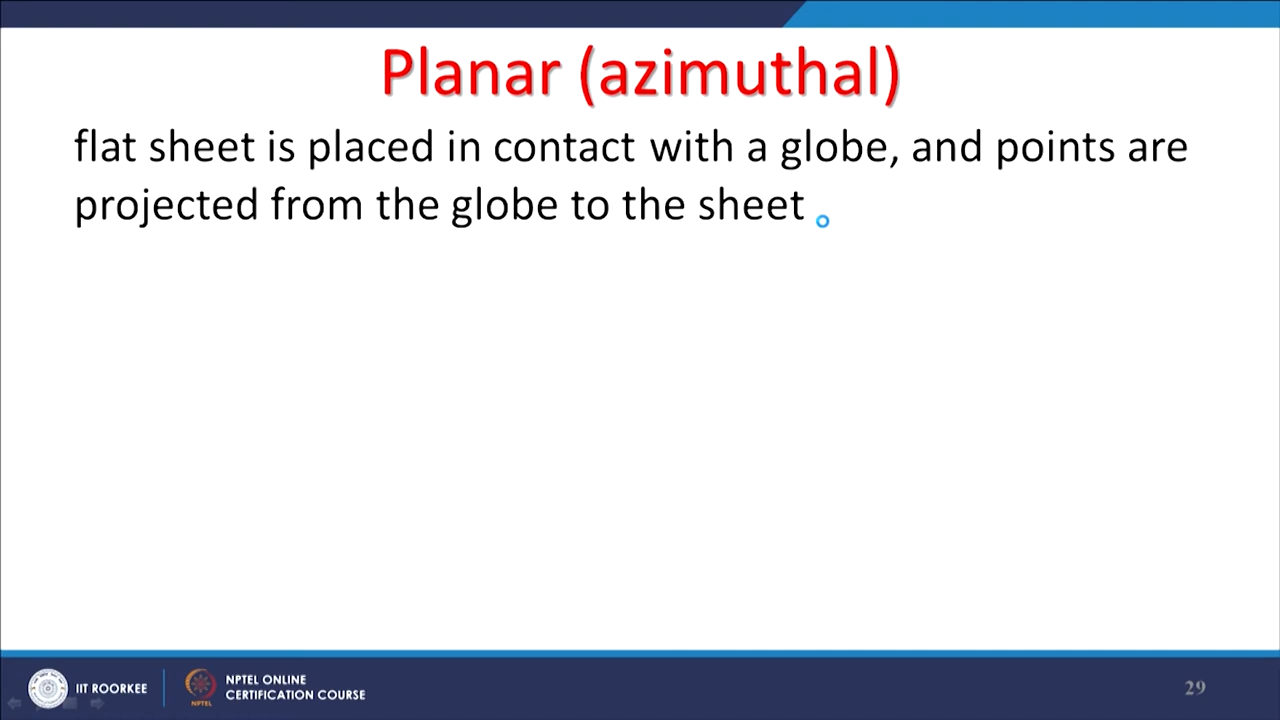 Planar (azimuthal)
flat sheet is placed in contact with a globe, and points are
projected from the globe to the sheet
IIT ROORKEE
NPTEL
NPTEL ONLINE
CERTIFICATION COURSE
29